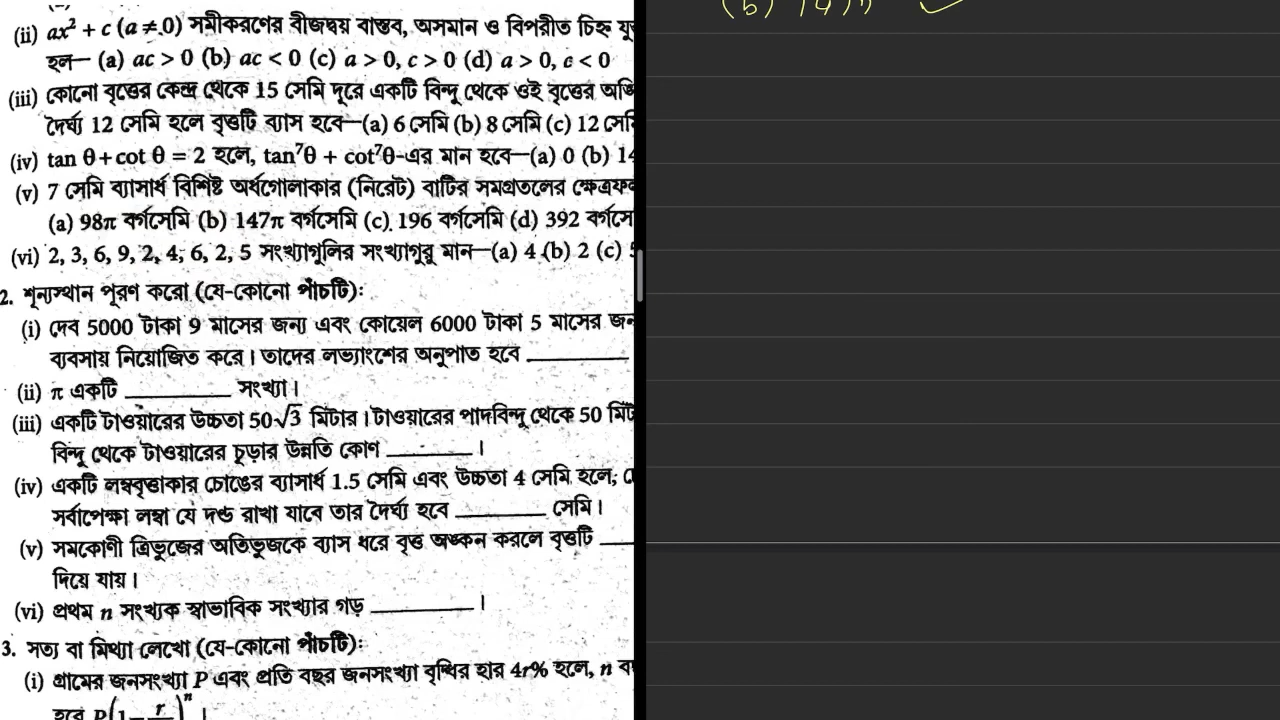 (ii) ax² + c (a ≠ 0) সমীকরণের বীজদ্বয় বাস্তব, অসমান ও বিপরীত চিহ্ন
হল— (a) ac > 0 (b) ac < 0 (c) a > 0, c > 0 (d) a > 0, c < 0
(iii) কোনো বৃত্তের কেন্দ্র থেকে 15 সেমি দূরে একটি বিন্দু থেকে ওই বৃত্তের
দৈর্ঘ্য 12 সেমি হলে বৃত্তটি ব্যাস হবে—(a) 6 সেমি (b) 8 সেমি (c) 12
(iv) tan θ + cot θ = 2 হলে, tan⁷θ + cot⁷θ-এর মান হবে—(a) 0 (b)
(v) 7 সেমি ব্যাসার্ধ বিশিষ্ট অর্ধগোলাকার (নিরেট) বাটির সমগ্রতলের
(a) 98π বর্গসেমি (b) 147π বর্গসেমি (c) 196 বর্গসেমি (d) 392
(vi) 2, 3, 6, 9, 2, 4, 6, 2, 5 সংখ্যাগুলির সংখ্যাগুরু মান—(a) 4 (b) 2 (c)
2. শূন্যস্থান পূরণ করো (যে-কোনো পাঁচটি):
(i) দেব 5000 টাকা 9 মাসের জন্য এবং কোয়েল 6000 টাকা 5 মাসের
ব্যবসায় নিয়োজিত করে। তাদের লভ্যাংশের অনুপাত হবে ________
(ii) π একটি ________ সংখ্যা।
(iii) একটি টাওয়ারের উচ্চতা 50√3 মিটার। টাওয়ারের পাদবিন্দু থেকে 50
বিন্দু থেকে টাওয়ারের চূড়ার উন্নতি কোণ ________ ।
(iv) একটি লম্ববৃত্তাকার চোঙের ব্যাসার্ধ 1.5 সেমি এবং উচ্চতা 4 সেমি হলে,
সর্বাপেক্ষা লম্বা যে দণ্ড রাখা যাবে তার দৈর্ঘ্য হবে ________ সেমি।
(v) সমকোণী ত্রিভুজের অতিভুজকে ব্যাস ধরে বৃত্ত অঙ্কন করলে বৃত্তটি ___
দিয়ে যায়।
(vi) প্রথম n সংখ্যক স্বাভাবিক সংখ্যার গড় ________ ।
3. সত্য বা মিথ্যা লেখো (যে-কোনো পাঁচটি):
(i) গ্রামের জনসংখ্যা P এবং প্রতি বছর জনসংখ্যা বৃদ্ধির হার 4r% হলে, n
হবে